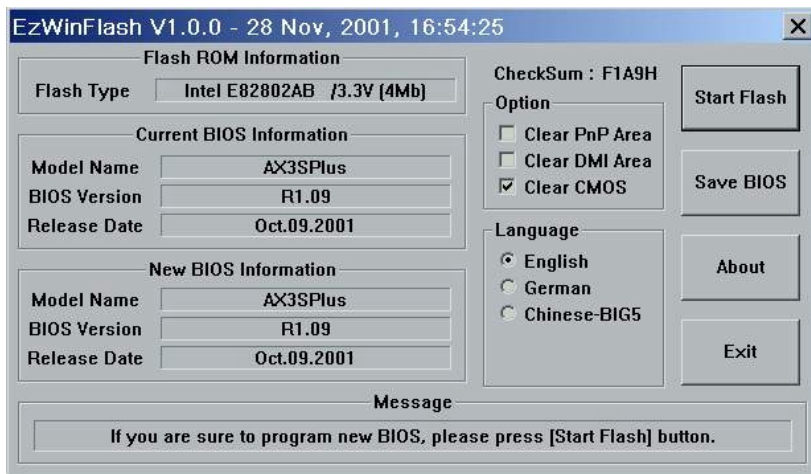 EzWinFlash V1.0.0 - 28 Nov, 2001, 16:54:25
Flash ROM Information
Flash Type Intel E82802AB /3.3V (4Mb)
Current BIOS Information
Model Name AX3SPlus
BIOS Version R1.09
Release Date Oct.09.2001
New BIOS Information
Model Name AX3SPlus
BIOS Version R1.09
Release Date Oct.09.2001
CheckSum : F1A9H
Option
Clear PnP Area
Clear DMI Area
Clear CMOS
Language
English
German
Chinese-BIG5
Start Flash
Save BIOS
About
Exit
Message
If you are sure to program new BIOS, please press [Start Flash] button.